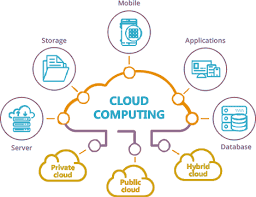 Mobile
Storage
Applications
CLOUD
COMPUTING
Server
Database
Private
cloud
Public
cloud
Hybrid
cloud